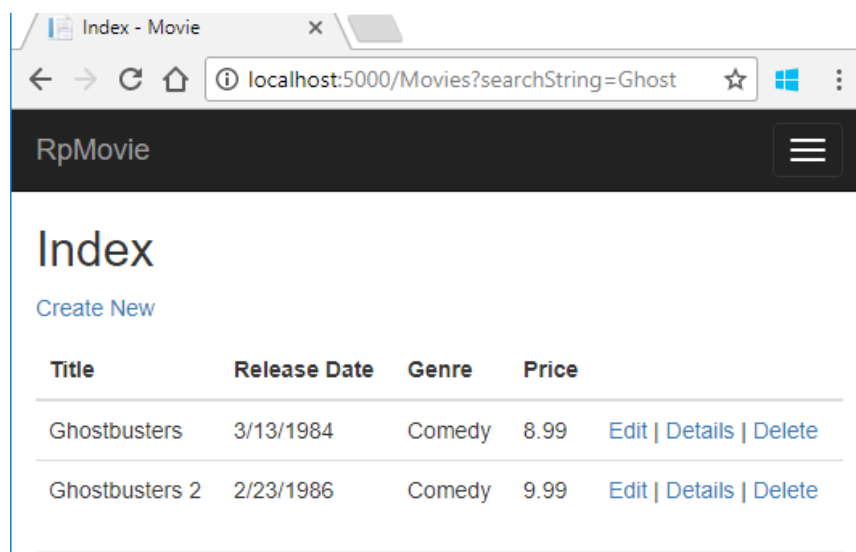 Index - Movie
localhost:5000/Movies?searchString=Ghost
RpMovie
Index
Create New
Title Release Date Genre Price
Ghostbusters 3/13/1984 Comedy 8.99 Edit | Details | Delete
Ghostbusters 2 2/23/1986 Comedy 9.99 Edit | Details | Delete